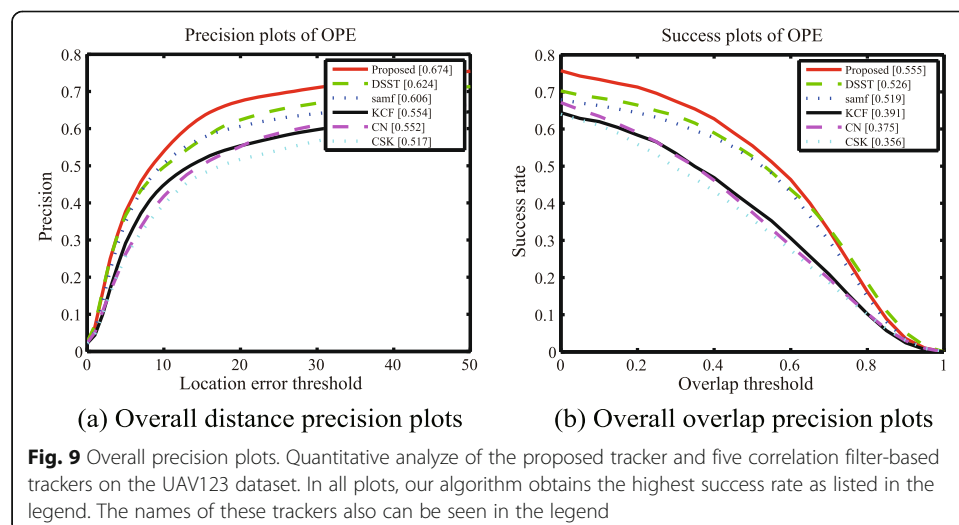 Precision plots of OPE
Precision
0.8
0.7
0.6
0.5
0.4
0.3
0.2
0.1
0
Proposed [0.674]
DSST [0.624]
samf [0.606]
KCF [0.554]
CN [0.552]
CSK [0.517]
0 10 20 30 40 50
Location error threshold
(a) Overall distance precision plots
Success plots of OPE
Success rate
0.8
0.7
0.6
0.5
0.4
0.3
0.2
0.1
0
Proposed [0.555]
DSST [0.526]
samf [0.519]
KCF [0.391]
CN [0.375]
CSK [0.356]
0 0.2 0.4 0.6 0.8 1
Overlap threshold
(b) Overall overlap precision plots
Fig. 9 Overall precision plots. Quantitative analyze of the proposed tracker and five correlation filter-based
trackers on the UAV123 dataset. In all plots, our algorithm obtains the highest success rate as listed in the
legend. The names of these trackers also can be seen in the legend